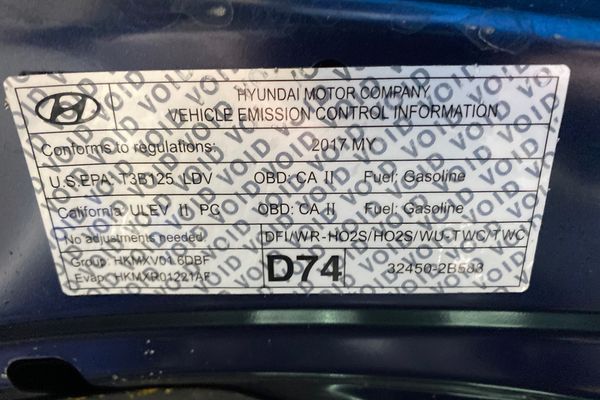 HYUNDAI MOTOR COMPANY
VEHICLE EMISSION CONTROL INFORMATION
Conforms to regulations: 2017 MY
U.S.EPA: T3B125 LDV OBD: CA II Fuel: Gasoline
California: ULEV II PC OBD: CA II Fuel: Gasoline
No adjustments needed. DFI/WR-HO2S/HO2S/WU-TWC/TWC
Group: HKMXV01.6DBF D74 32450-2B583
Evap: HKMXR01221AE
VOID